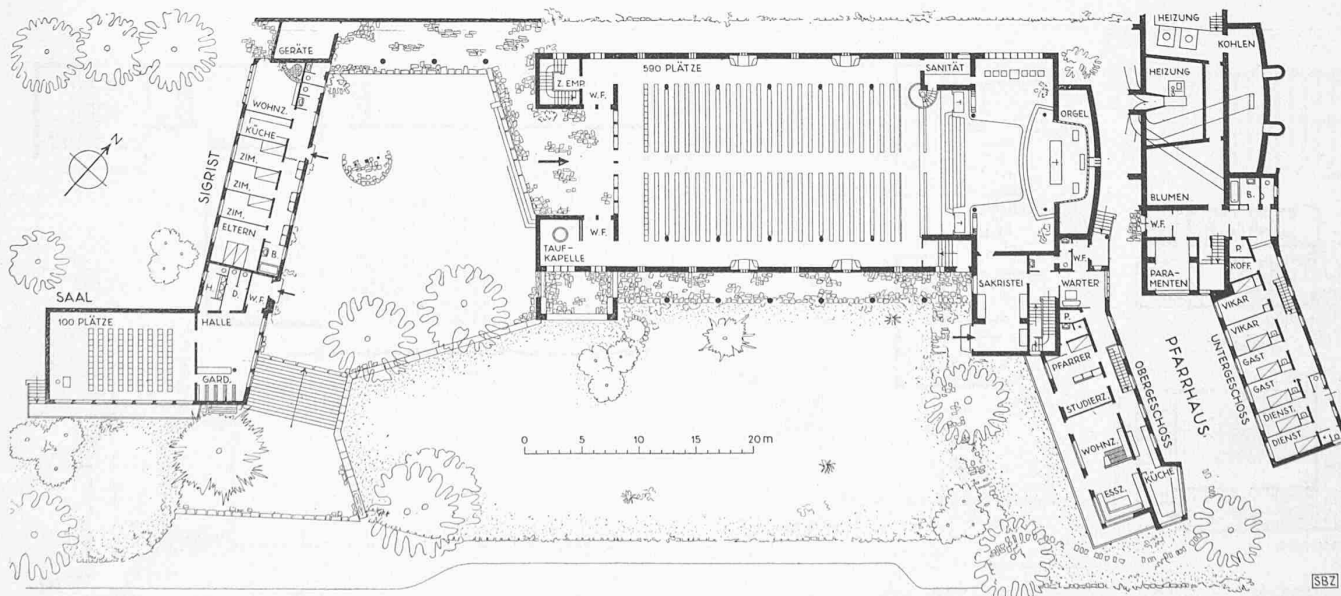 GERÄTE
WOHNZ.
KÜCHE
ZIM.
ZIM.
ZIM.
ELTERN
B.
H.
D.
W.F.
SIGRIST
N
SAAL
100 PLÄTZE
HALLE
GARD.
Z. EMP.
W.F.
590 PLÄTZE
SANITÄT
ORGEL
W.F.
TAUF-
KAPELLE
SAKRISTEI
W.F.
WARTER
P.
PFARRER
STUDIERZ.
WOHNZ.
ESSZ.
KÜCHE
OBERGESCHOSS
PFARRHAUS
UNTERGESCHOSS
HEIZUNG
KOHLEN
HEIZUNG
BLUMEN
B.
W.F.
PARA-
MENTEN
P.
KOFF.
VIKAR
VIKAR
GAST
GAST
DIENST.
DIENST
0 5 10 15 20 m
SBZ